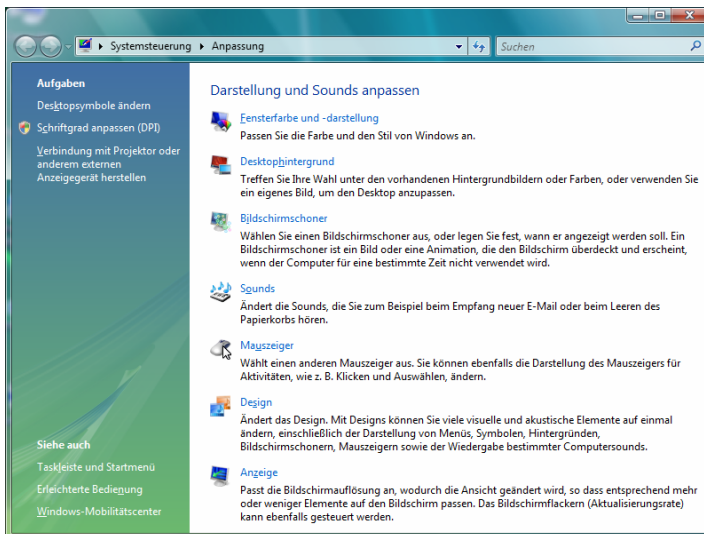 Systemsteuerung ▸ Anpassung
Suchen
Aufgaben
Desktopsymbole ändern
Schriftgrad anpassen (DPI)
Verbindung mit Projektor oder
anderem externen
Anzeigegerät herstellen
Siehe auch
Taskleiste und Startmenü
Erleichterte Bedienung
Windows-Mobilitätscenter
Darstellung und Sounds anpassen
Fensterfarbe und -darstellung
Passen Sie die Farbe und den Stil von Windows an.
Desktophintergrund
Treffen Sie Ihre Wahl unter den vorhandenen Hintergrundbildern oder Farben, oder verwenden Sie
ein eigenes Bild, um den Desktop anzupassen.
Bildschirmschoner
Wählen Sie einen Bildschirmschoner aus, oder legen Sie fest, wann er angezeigt werden soll. Ein
Bildschirmschoner ist ein Bild oder eine Animation, die den Bildschirm überdeckt und erscheint,
wenn der Computer für eine bestimmte Zeit nicht verwendet wird.
Sounds
Ändert die Sounds, die Sie zum Beispiel beim Empfang neuer E-Mail oder beim Leeren des
Papierkorbs hören.
Mauszeiger
Wählt einen anderen Mauszeiger aus. Sie können ebenfalls die Darstellung des Mauszeigers für
Aktivitäten, wie z. B. Klicken und Auswählen, ändern.
Design
Ändert das Design. Mit Designs können Sie viele visuelle und akustische Elemente auf einmal
ändern, einschließlich der Darstellung von Menüs, Symbolen, Hintergründen,
Bildschirmschonern, Mauszeigern sowie der Wiedergabe bestimmter Computersounds.
Anzeige
Passt die Bildschirmauflösung an, wodurch die Ansicht geändert wird, so dass entsprechend mehr
oder weniger Elemente auf den Bildschirm passen. Das Bildschirmflackern (Aktualisierungsrate)
kann ebenfalls gesteuert werden.